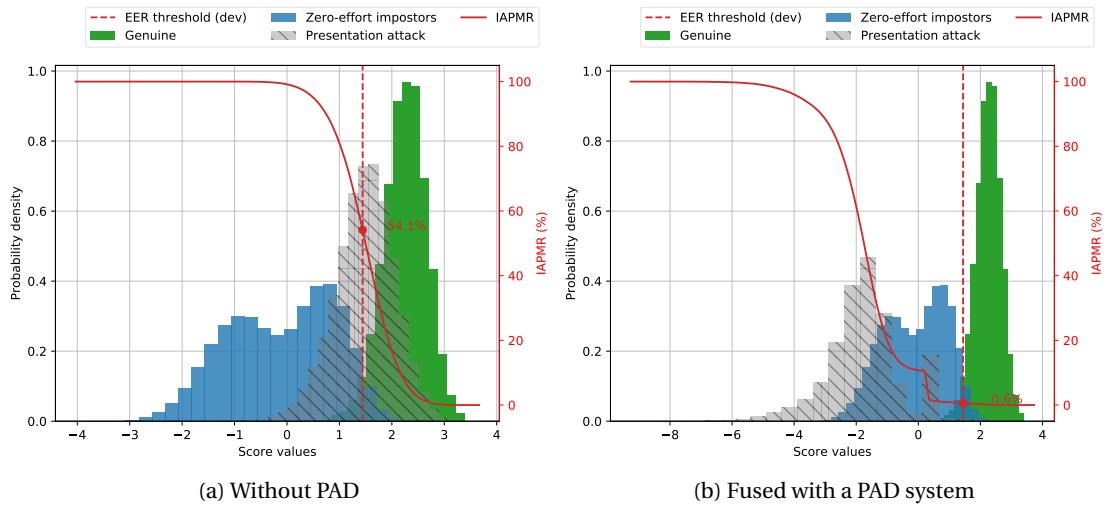 EER threshold (dev) Zero-effort impostors IAPMR
Genuine Presentation attack
1.0
0.8
0.6
0.4
0.2
0.0
Probability density
100
80
60
40
20
0
IAPMR (%)
54.1%
−4 −3 −2 −1 0 1 2 3 4
Score values
(a) Without PAD
EER threshold (dev) Zero-effort impostors IAPMR
Genuine Presentation attack
1.0
0.8
0.6
0.4
0.2
0.0
Probability density
100
80
60
40
20
0
IAPMR (%)
0.6%
−8 −6 −4 −2 0 2 4
Score values
(b) Fused with a PAD system